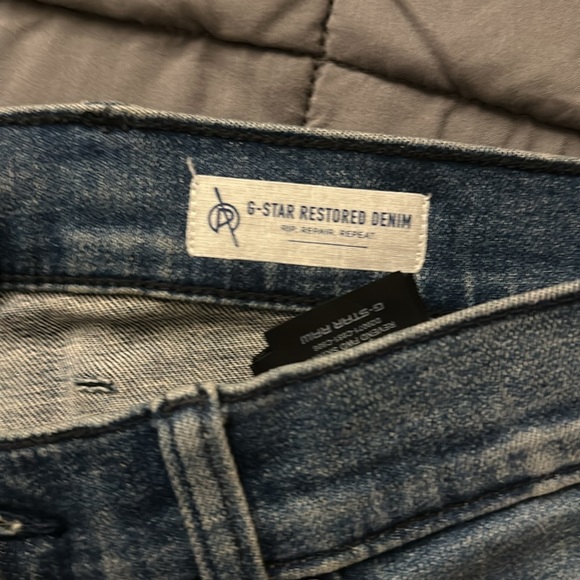 G-STAR RESTORED DENIM
RIP. REPAIR. REPEAT.
G-STAR RAW